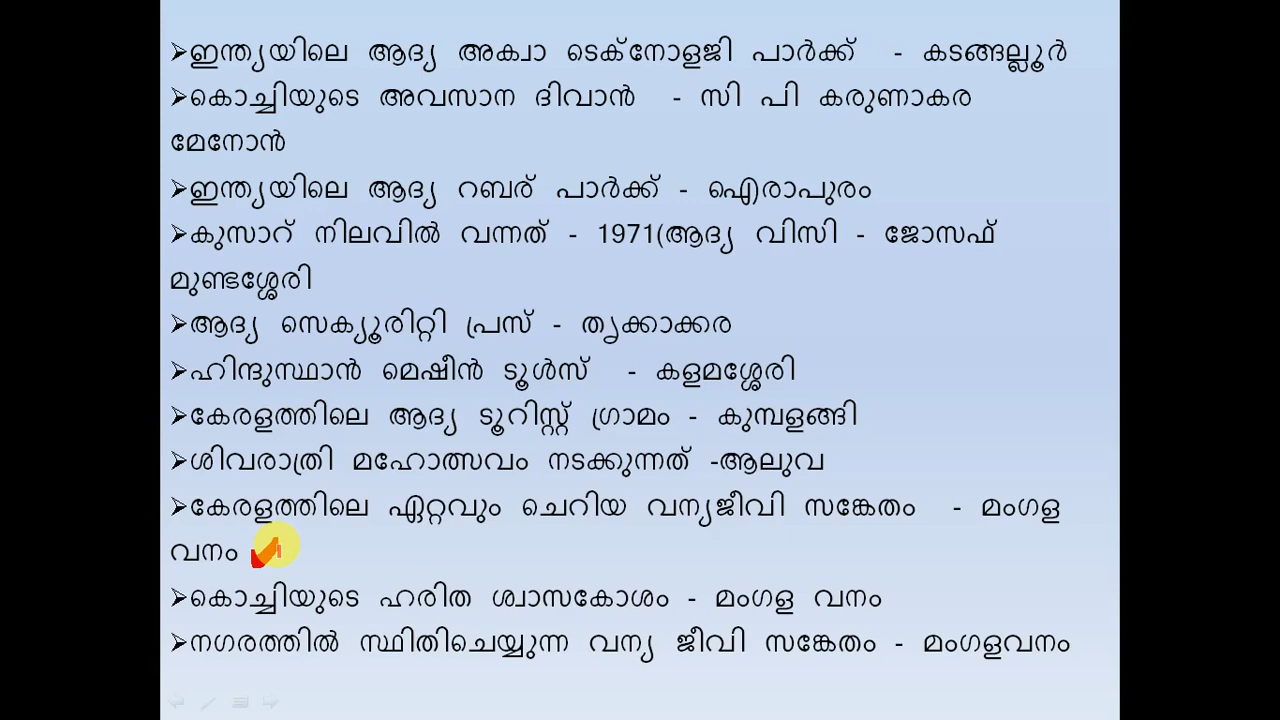 ➢ഇന്ത്യയിലെ ആദ്യ അക്വാ ടെക്നോളജി പാർക്ക് - കടങ്ങല്ലൂർ
➢കൊച്ചിയുടെ അവസാന ദിവാൻ - സി പി കരുണാകര
മേനോൻ
➢ഇന്ത്യയിലെ ആദ്യ റബര് പാർക്ക് - ഐരാപുരം
➢കുസാറ് നിലവിൽ വന്നത് - 1971(ആദ്യ വിസി - ജോസഫ്
മുണ്ടശ്ശേരി
➢ആദ്യ സെക്യൂരിറ്റി പ്രസ് - തൃക്കാക്കര
➢ഹിന്ദുസ്ഥാൻ മെഷീൻ ടൂൾസ് - കളമശ്ശേരി
➢കേരളത്തിലെ ആദ്യ ടൂറിസ്റ്റ് ഗ്രാമം - കുമ്പളങ്ങി
➢ശിവരാത്രി മഹോത്സവം നടക്കുന്നത് -ആലുവ
➢കേരളത്തിലെ ഏറ്റവും ചെറിയ വന്യജീവി സങ്കേതം - മംഗള
വനം
➢കൊച്ചിയുടെ ഹരിത ശ്വാസകോശം - മംഗള വനം
➢നഗരത്തിൽ സ്ഥിതിചെയ്യുന്ന വന്യ ജീവി സങ്കേതം - മംഗളവനം